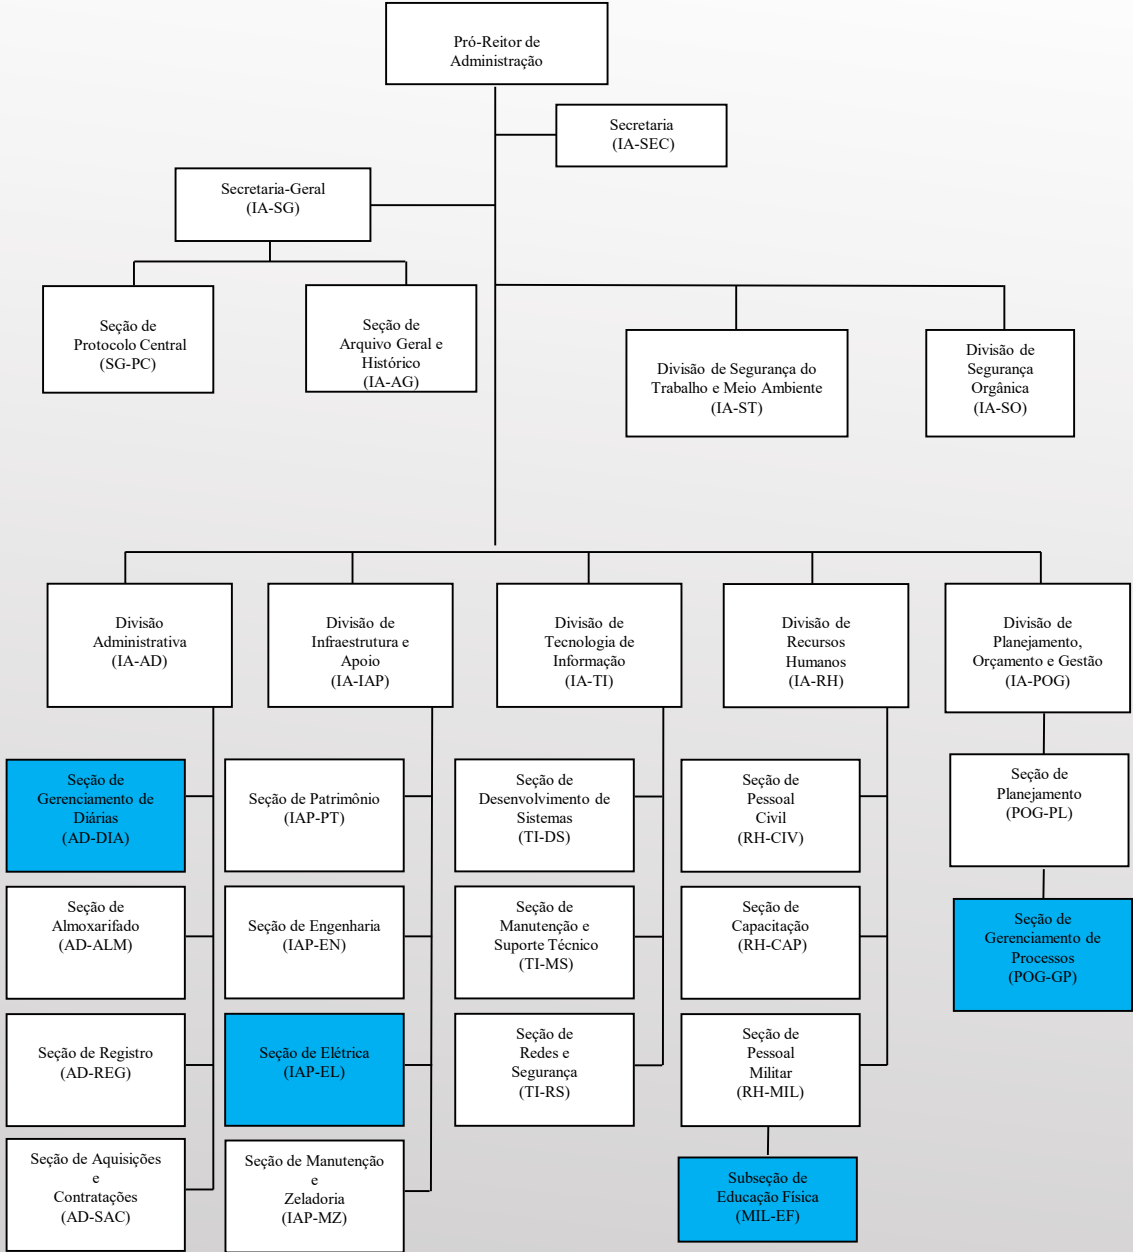 Pró-Reitor de
Administração
Secretaria
(IA-SEC)
Secretaria-Geral
(IA-SG)
Seção de
Protocolo Central
(SG-PC)
Seção de
Arquivo Geral e
Histórico
(IA-AG)
Divisão de Segurança do
Trabalho e Meio Ambiente
(IA-ST)
Divisão de
Segurança
Orgânica
(IA-SO)
Divisão
Administrativa
(IA-AD)
Divisão de
Infraestrutura e
Apoio
(IA-IAP)
Divisão de
Tecnologia de
Informação
(IA-TI)
Divisão de
Recursos
Humanos
(IA-RH)
Divisão de
Planejamento,
Orçamento e Gestão
(IA-POG)
Seção de
Gerenciamento de
Diárias
(AD-DIA)
Seção de Patrimônio
(IAP-PT)
Seção de
Desenvolvimento de
Sistemas
(TI-DS)
Seção de
Pessoal
Civil
(RH-CIV)
Seção de
Planejamento
(POG-PL)
Seção de
Almoxarifado
(AD-ALM)
Seção de Engenharia
(IAP-EN)
Seção de
Manutenção e
Suporte Técnico
(TI-MS)
Seção de
Capacitação
(RH-CAP)
Seção de
Gerenciamento de
Processos
(POG-GP)
Seção de Registro
(AD-REG)
Seção de Elétrica
(IAP-EL)
Seção de
Redes e
Segurança
(TI-RS)
Seção de
Pessoal
Militar
(RH-MIL)
Seção de Aquisições
e
Contratações
(AD-SAC)
Seção de Manutenção
e
Zeladoria
(IAP-MZ)
Subseção de
Educação Física
(MIL-EF)